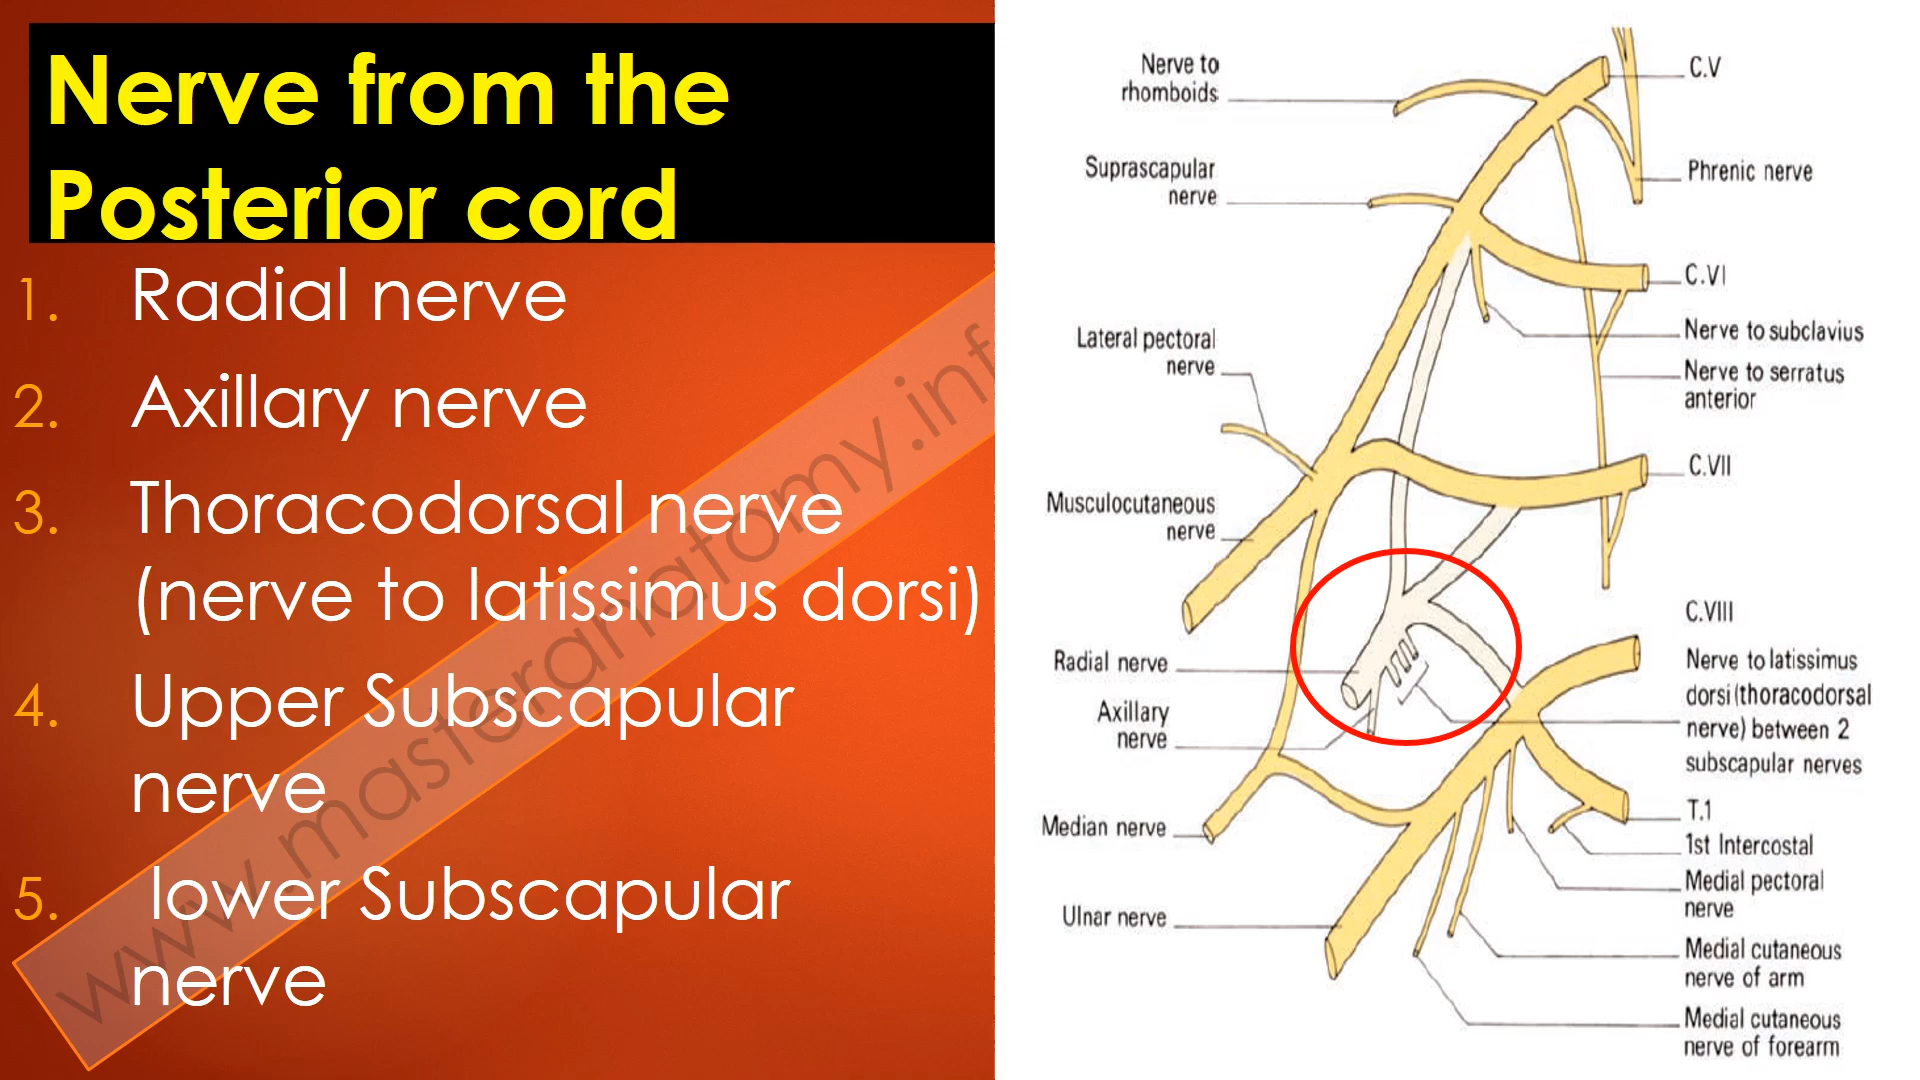 Nerve from the
Posterior cord
1. Radial nerve
2. Axillary nerve
3. Thoracodorsal nerve
(nerve to latissimus dorsi)
4. Upper Subscapular
nerve
5. lower Subscapular
nerve
www.masteranatomy.inf
Nerve to
rhomboids
Suprascapular
nerve
Lateral pectoral
nerve
Musculocutaneous
nerve
Radial nerve
Axillary
nerve
Median nerve
Ulnar nerve
C.V
Phrenic nerve
C.VI
Nerve to subclavius
Nerve to serratus
anterior
C.VII
C.VIII
Nerve to latissimus
dorsi (thoracodorsal
nerve) between 2
subscapular nerves
T.1
1st Intercostal
Medial pectoral
nerve
Medial cutaneous
nerve of arm
Medial cutaneous
nerve of forearm